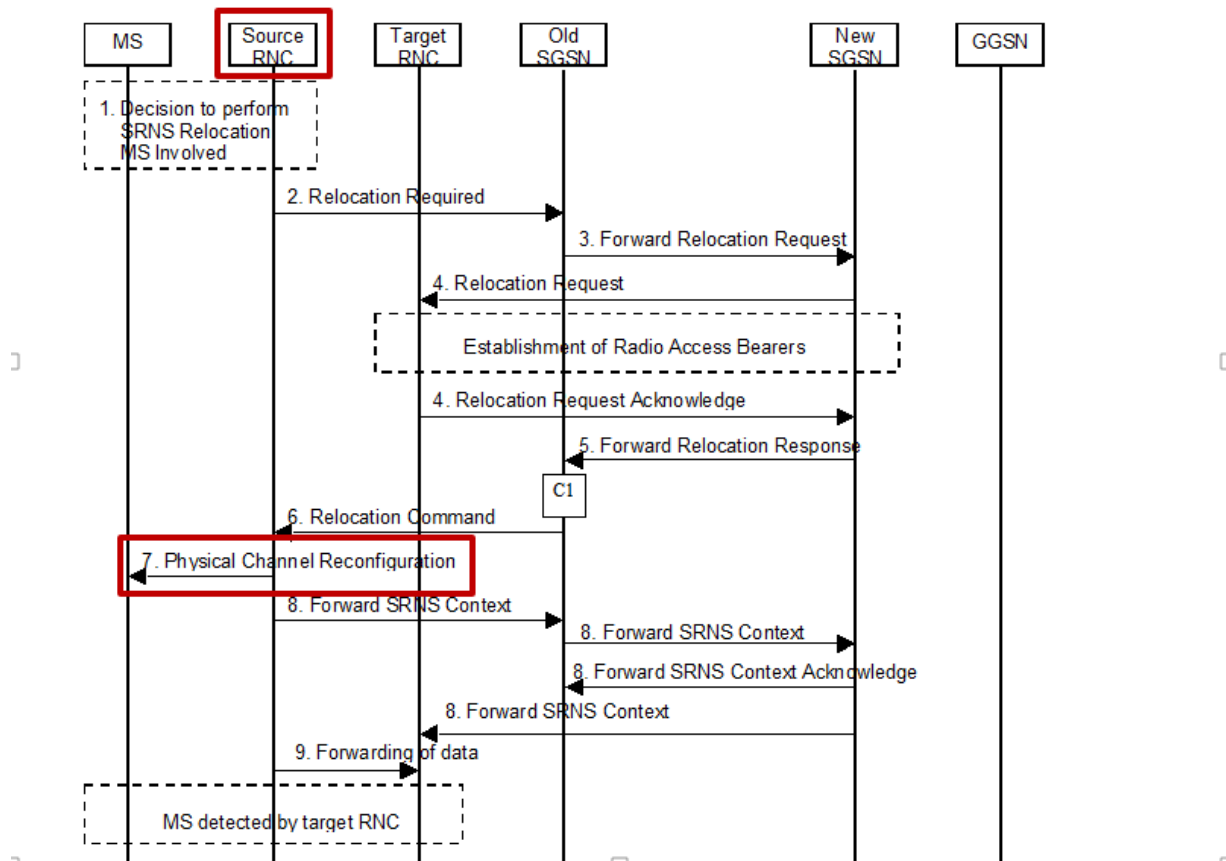 MS
Source
RNC
Target
RNC
Old
SGSN
New
SGSN
GGSN
1. Decision to perform
SRNS Relocation
MS Involved
2. Relocation Required
3. Forward Relocation Request
4. Relocation Request
Establishment of Radio Access Bearers
4. Relocation Request Acknowledge
5. Forward Relocation Response
C1
6. Relocation Command
7. Physical Channel Reconfiguration
8. Forward SRNS Context
8. Forward SRNS Context
8. Forward SRNS Context Acknowledge
8. Forward SRNS Context
9. Forwarding of data
MS detected by target RNC